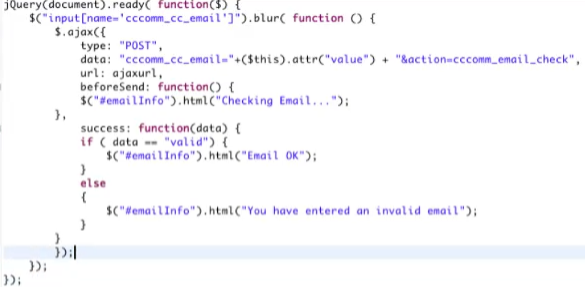 jQuery(document).ready( function($) {
$("input[name='cccomm_cc_email']").blur( function () {
$.ajax({
type: "POST",
data: "cccomm_cc_email="+($this).attr("value") + "&action=cccomm_email_check",
url: ajaxurl,
beforeSend: function() {
$("#emailInfo").html("Checking Email...");
},
success: function(data) {
if ( data == "valid") {
$("#emailInfo").html("Email OK");
}
else
{
$("#emailInfo").html("You have entered an invalid email");
}
}
});
});
});